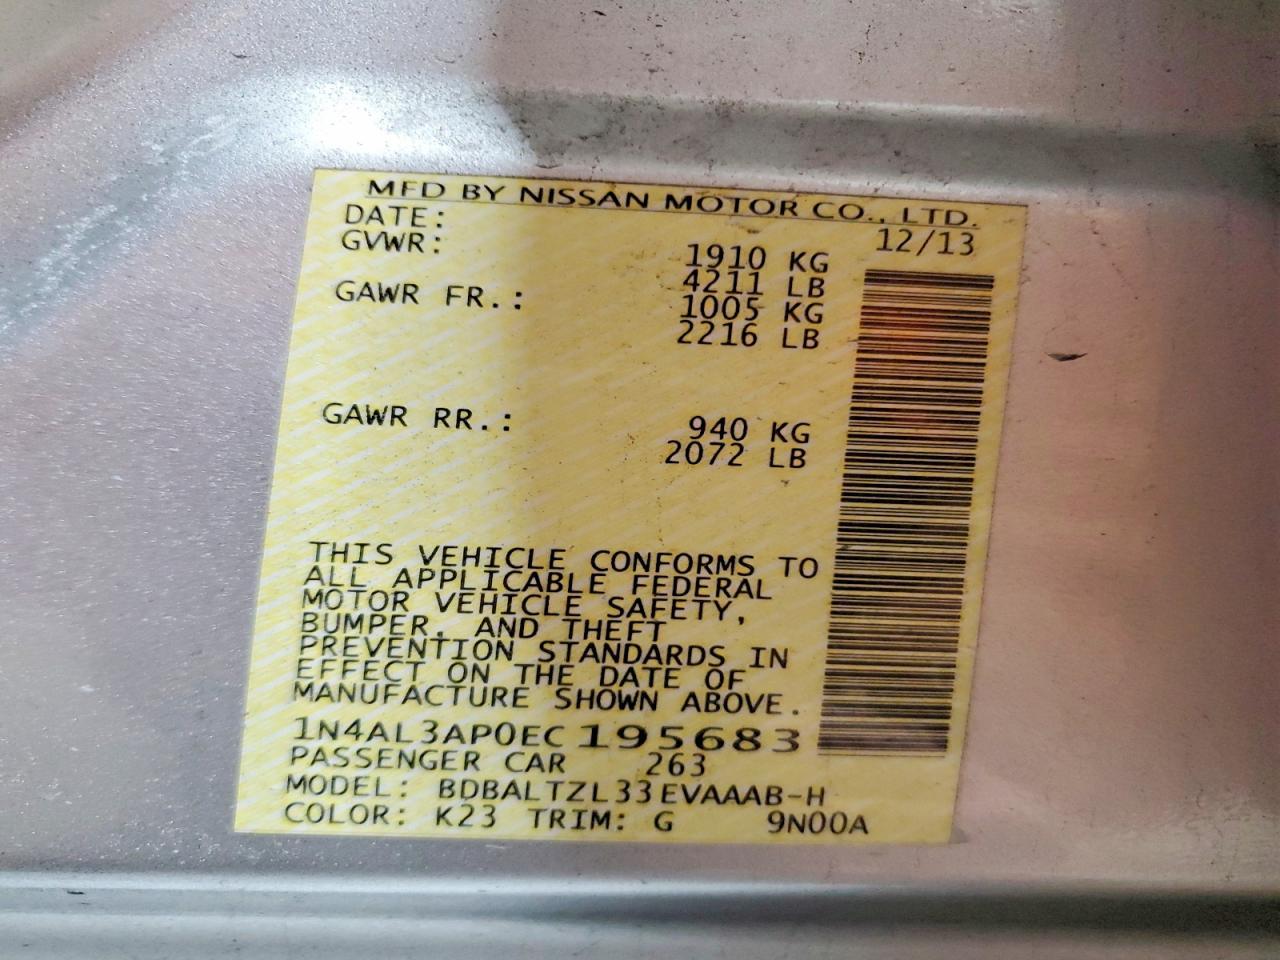 MFD BY NISSAN MOTOR CO., LTD.
DATE: 12/13
GVWR: 1910 KG
4211 LB
GAWR FR.: 1005 KG
2216 LB
GAWR RR.: 940 KG
2072 LB
THIS VEHICLE CONFORMS TO
ALL APPLICABLE FEDERAL
MOTOR VEHICLE SAFETY,
BUMPER, AND THEFT
PREVENTION STANDARDS IN
EFFECT ON THE DATE OF
MANUFACTURE SHOWN ABOVE.
1N4AL3AP0EC195683
PASSENGER CAR 263
MODEL: BDBALTZL33EVAAAB-H
COLOR: K23 TRIM: G 9N00A